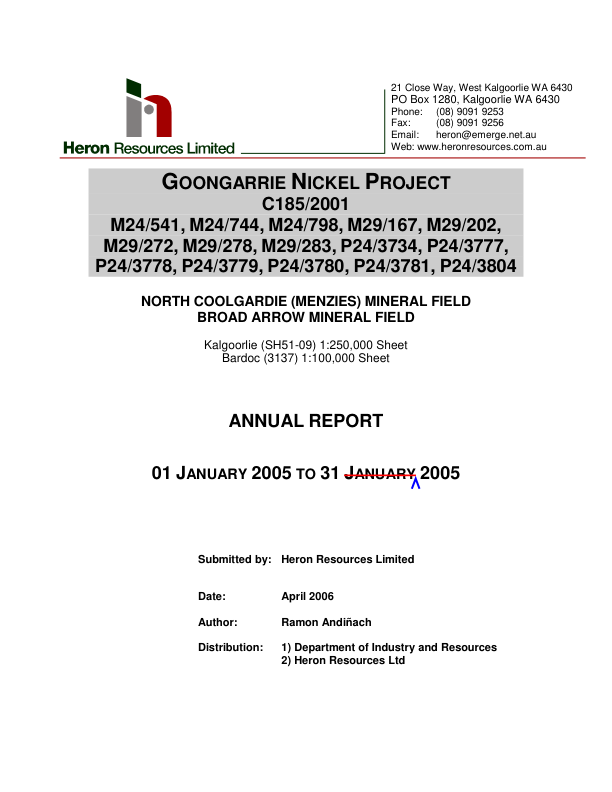 21 Close Way, West Kalgoorlie WA 6430
PO Box 1280, Kalgoorlie WA 6430
Phone: (08) 9091 9253
Fax: (08) 9091 9256
Email: heron@emerge.net.au
Web: www.heronresources.com.au
Heron Resources Limited
GOONGARRIE NICKEL PROJECT
C185/2001
M24/541, M24/744, M24/798, M29/167, M29/202,
M29/272, M29/278, M29/283, P24/3734, P24/3777,
P24/3778, P24/3779, P24/3780, P24/3781, P24/3804
NORTH COOLGARDIE (MENZIES) MINERAL FIELD
BROAD ARROW MINERAL FIELD
Kalgoorlie (SH51-09) 1:250,000 Sheet
Bardoc (3137) 1:100,000 Sheet
ANNUAL REPORT
01 JANUARY 2005 TO 31 JANUARY 2005
Submitted by: Heron Resources Limited
Date: April 2006
Author: Ramon Andiñach
Distribution: 1) Department of Industry and Resources
2) Heron Resources Ltd